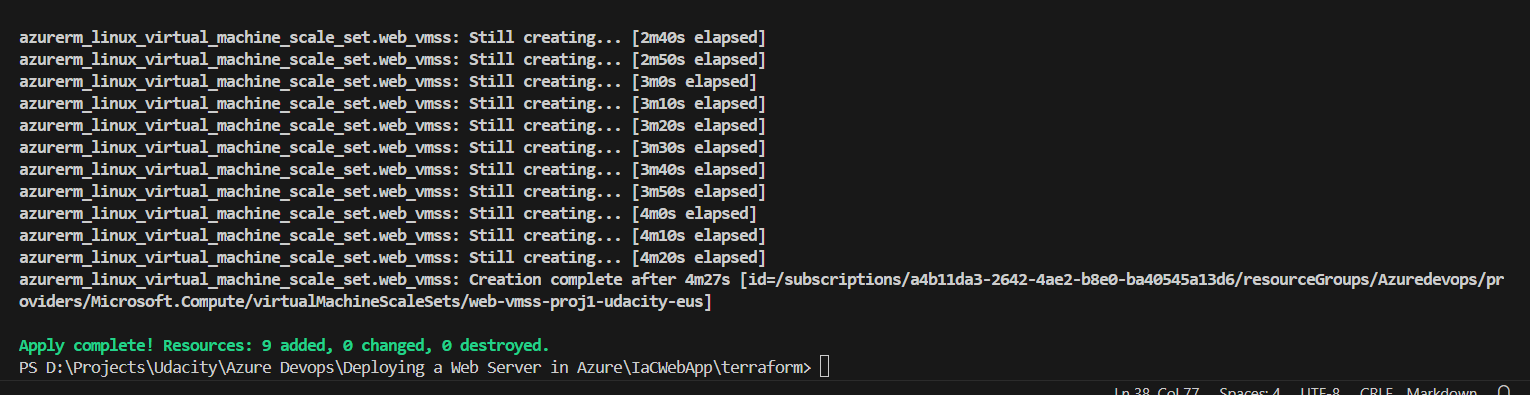 azurerm_linux_virtual_machine_scale_set.web_vmss: Still creating... [2m40s elapsed]
azurerm_linux_virtual_machine_scale_set.web_vmss: Still creating... [2m50s elapsed]
azurerm_linux_virtual_machine_scale_set.web_vmss: Still creating... [3m0s elapsed]
azurerm_linux_virtual_machine_scale_set.web_vmss: Still creating... [3m10s elapsed]
azurerm_linux_virtual_machine_scale_set.web_vmss: Still creating... [3m20s elapsed]
azurerm_linux_virtual_machine_scale_set.web_vmss: Still creating... [3m30s elapsed]
azurerm_linux_virtual_machine_scale_set.web_vmss: Still creating... [3m40s elapsed]
azurerm_linux_virtual_machine_scale_set.web_vmss: Still creating... [3m50s elapsed]
azurerm_linux_virtual_machine_scale_set.web_vmss: Still creating... [4m0s elapsed]
azurerm_linux_virtual_machine_scale_set.web_vmss: Still creating... [4m10s elapsed]
azurerm_linux_virtual_machine_scale_set.web_vmss: Still creating... [4m20s elapsed]
azurerm_linux_virtual_machine_scale_set.web_vmss: Creation complete after 4m27s [id=/subscriptions/a4b11da3-2642-4ae2-b8e0-ba40545a13d6/resourceGroups/Azuredevops/pr
oviders/Microsoft.Compute/virtualMachineScaleSets/web-vmss-proj1-udacity-eus]
Apply complete! Resources: 9 added, 0 changed, 0 destroyed.
PS D:\Projects\Udacity\Azure Devops\Deploying a Web Server in Azure\IaCWebApp\terraform>
Ln 38, Col 77 Spaces: 4 UTF-8 CRLF Markdown